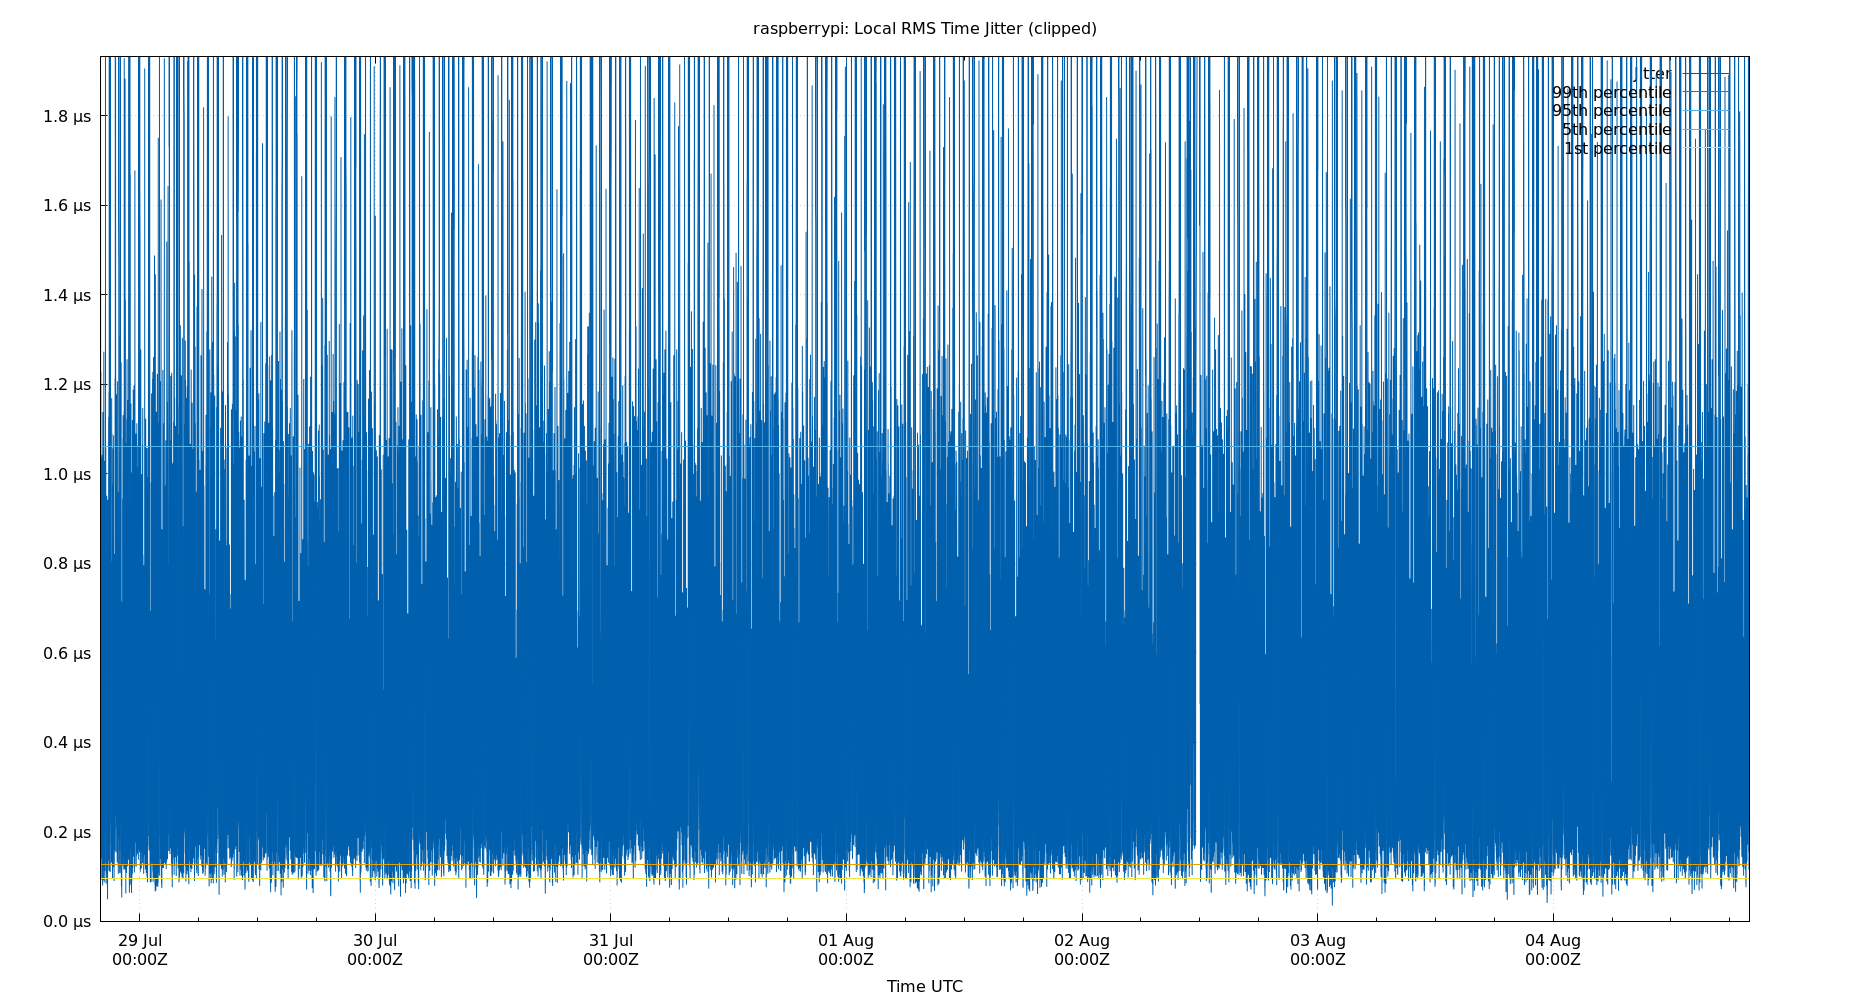 raspberrypi: Local RMS Time Jitter (clipped)
jitter
99th percentile
95th percentile
5th percentile
1st percentile
1.8 µs
1.6 µs
1.4 µs
1.2 µs
1.0 µs
0.8 µs
0.6 µs
0.4 µs
0.2 µs
0.0 µs
29 Jul 30 Jul 31 Jul 01 Aug 02 Aug 03 Aug 04 Aug
00:00Z 00:00Z 00:00Z 00:00Z 00:00Z 00:00Z 00:00Z
Time UTC